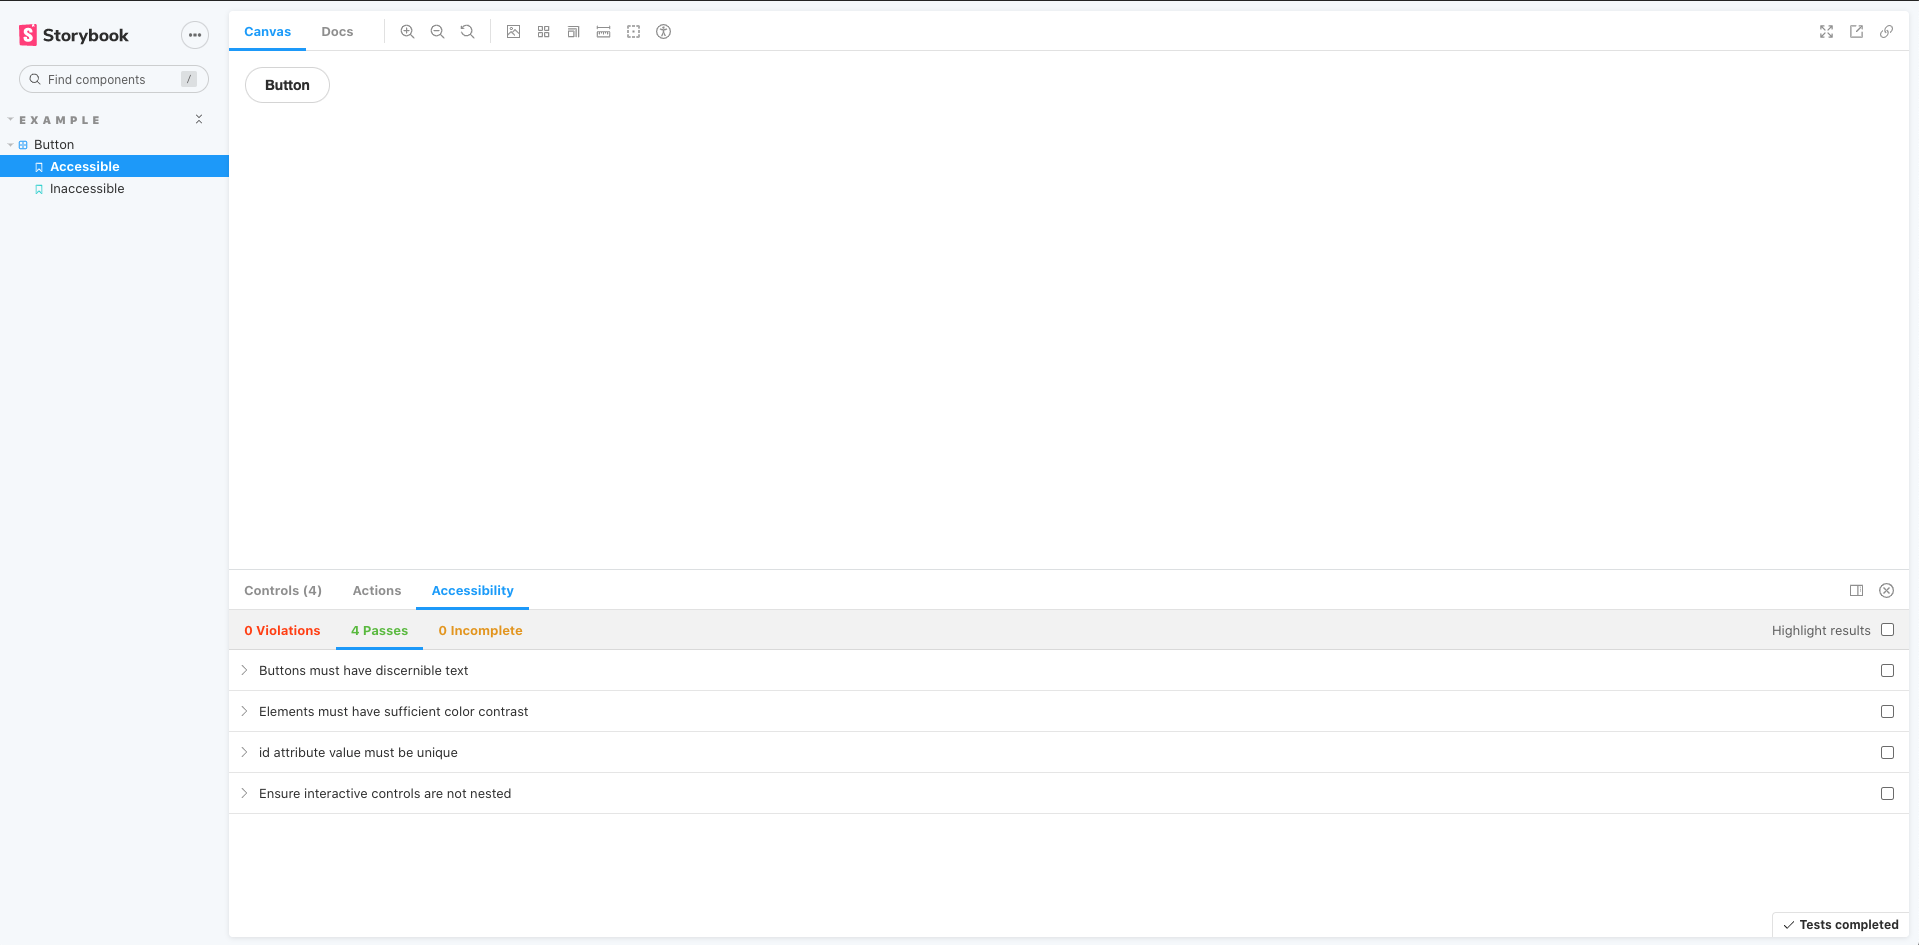 Storybook
Find components /
EXAMPLE
Button
Accessible
Inaccessible
Canvas Docs
Button
Controls (4) Actions Accessibility
0 Violations 4 Passes 0 Incomplete Highlight results
Buttons must have discernible text
Elements must have sufficient color contrast
id attribute value must be unique
Ensure interactive controls are not nested
Tests completed